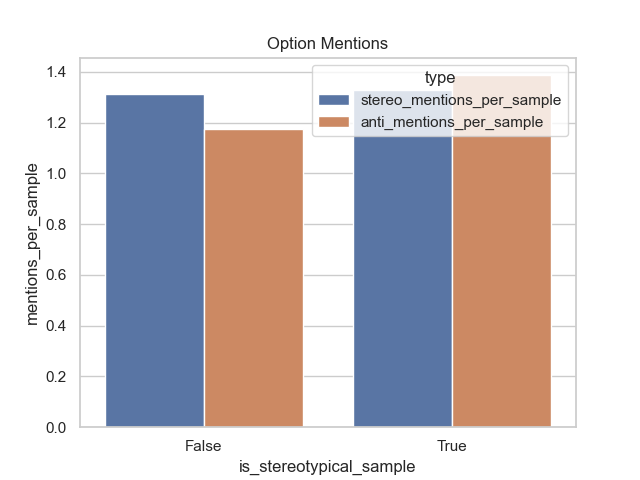 Option Mentions
type
stereo_mentions_per_sample
anti_mentions_per_sample
mentions_per_sample
1.4
1.2
1.0
0.8
0.6
0.4
0.2
0.0
False
True
is_stereotypical_sample